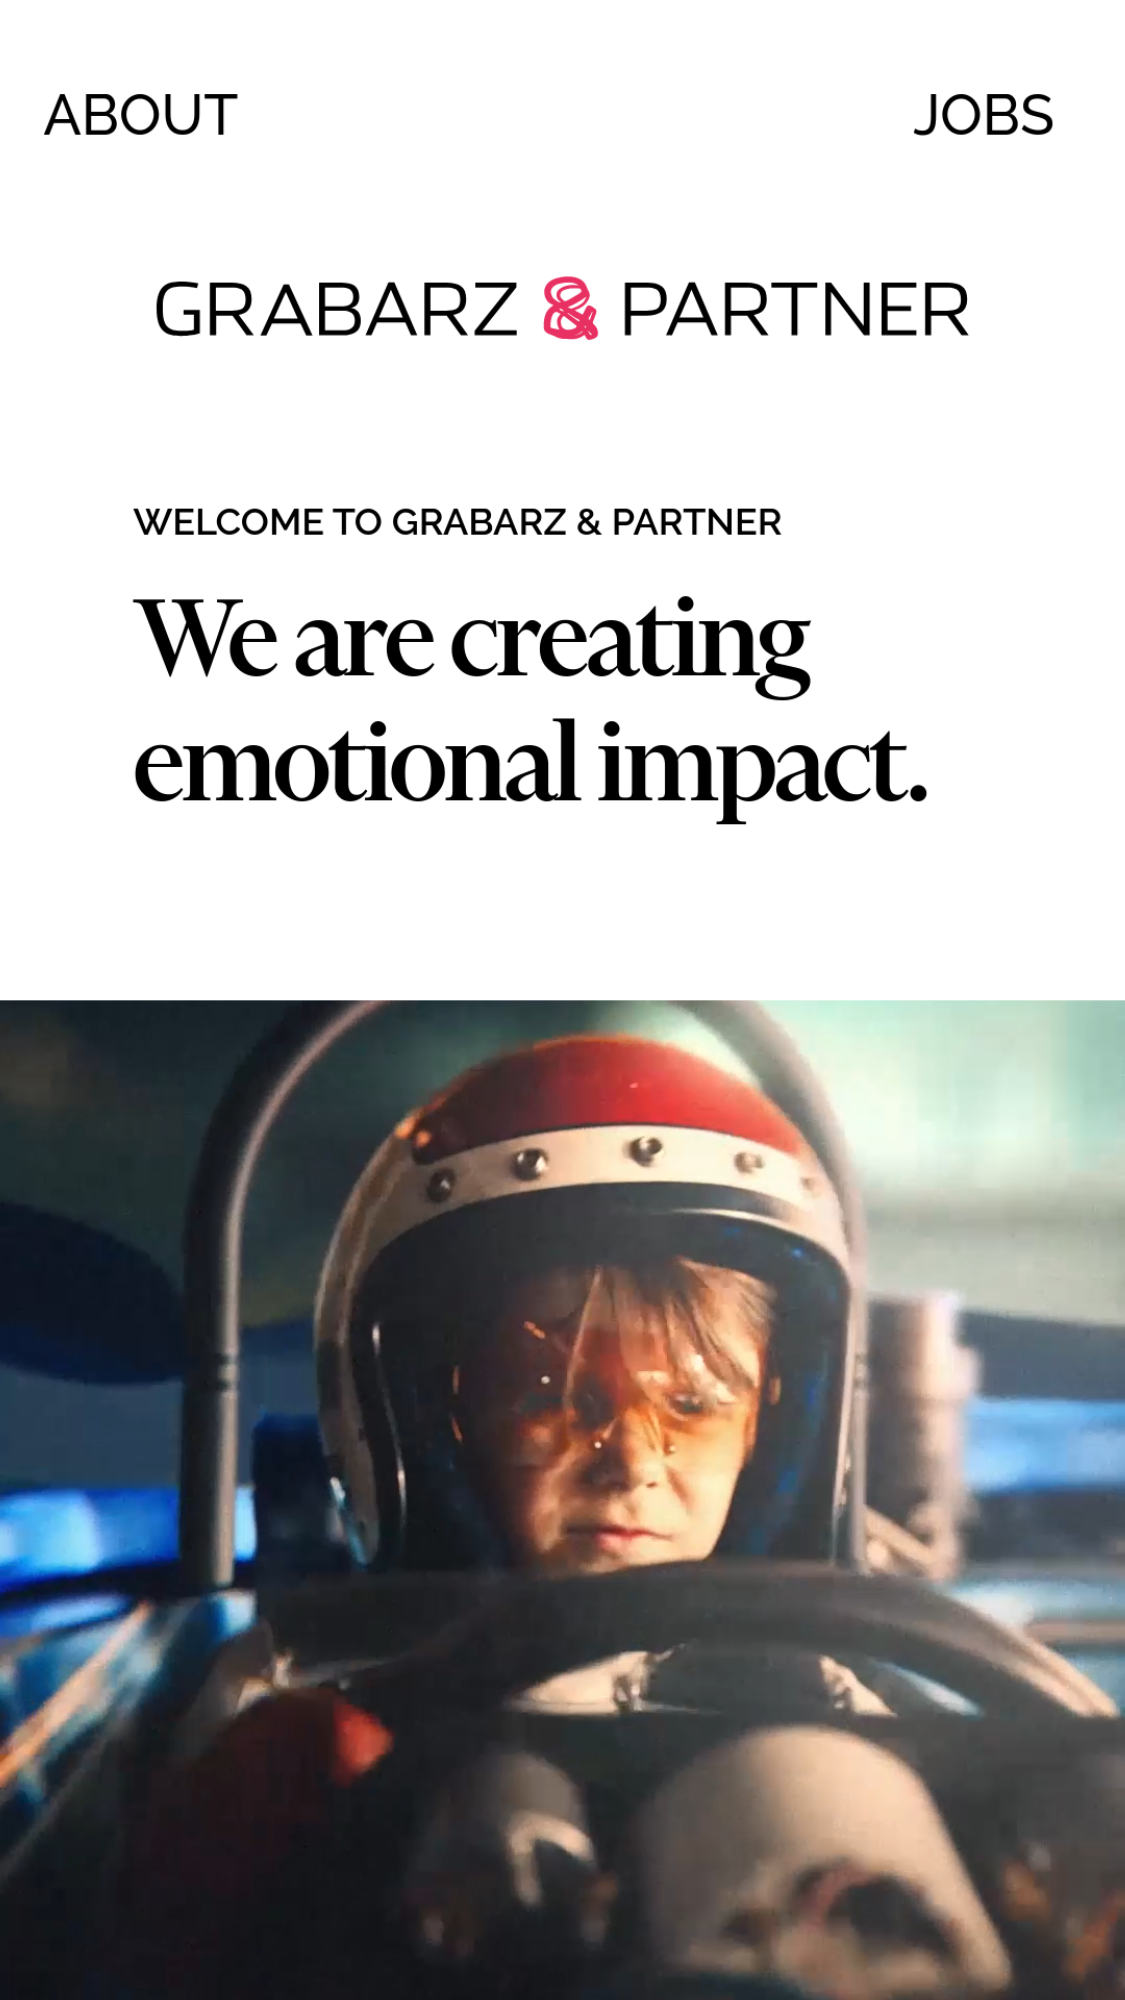 ABOUT
JOBS
GRABARZ & PARTNER
WELCOME TO GRABARZ & PARTNER
We are creating
emotional impact.